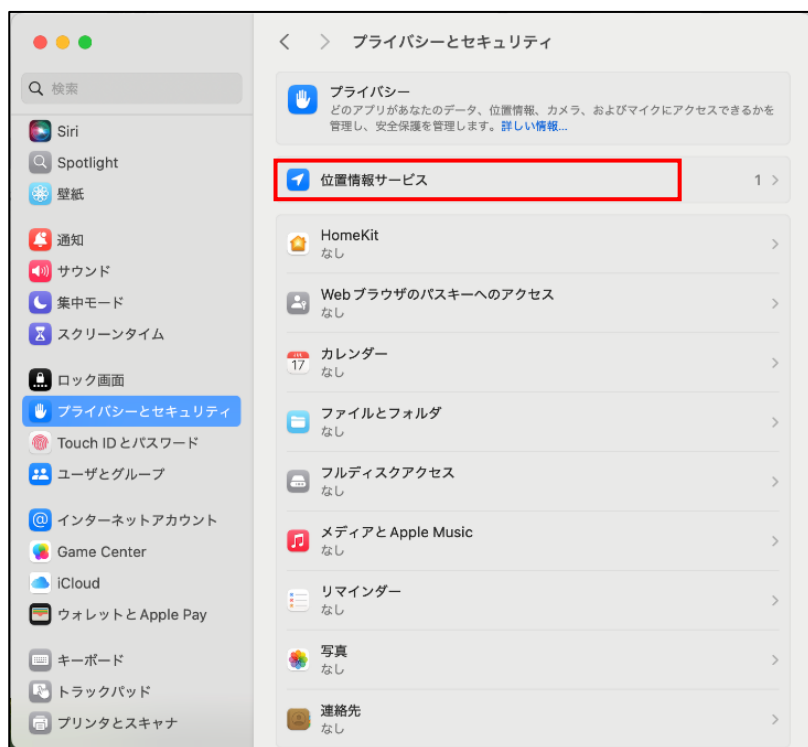 検索
Siri
Spotlight
壁紙
通知
サウンド
集中モード
スクリーンタイム
ロック画面
プライバシーとセキュリティ
Touch IDとパスワード
ユーザとグループ
インターネットアカウント
Game Center
iCloud
ウォレットとApple Pay
キーボード
トラックパッド
プリンタとスキャナ
プライバシーとセキュリティ
プライバシー
どのアプリがあなたのデータ、位置情報、カメラ、およびマイクにアクセスできるかを
管理し、安全保護を管理します。詳しい情報...
位置情報サービス 1
HomeKit
なし
Webブラウザのパスキーへのアクセス
なし
JUL
17
カレンダー
なし
ファイルとフォルダ
なし
フルディスクアクセス
なし
メディアとApple Music
なし
リマインダー
なし
写真
なし
連絡先
なし